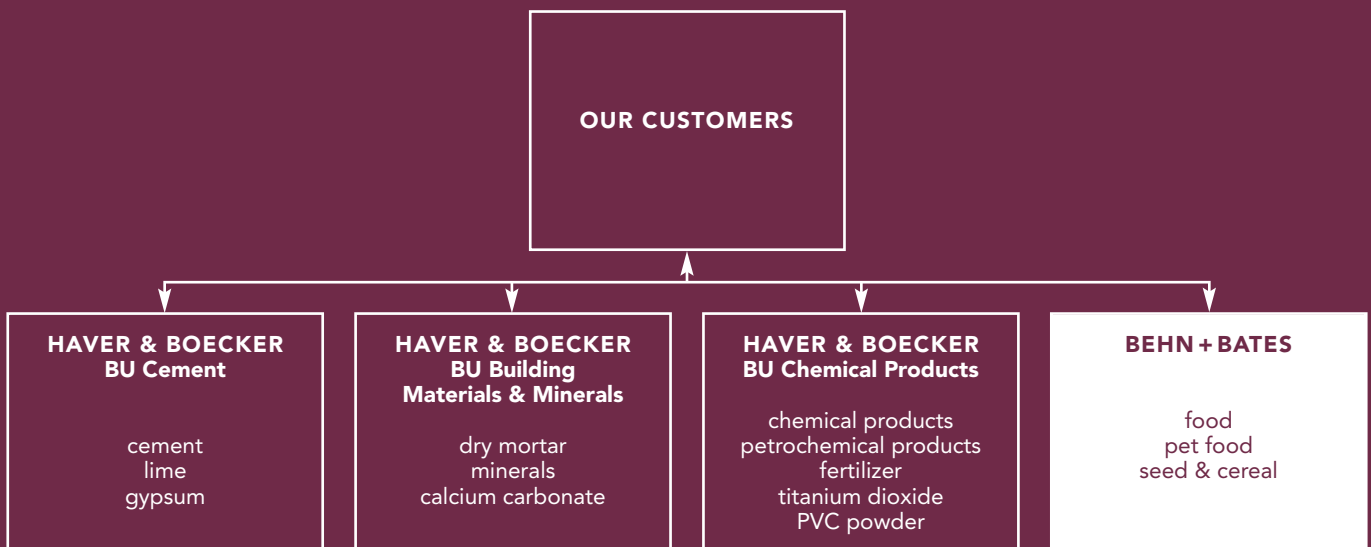 OUR CUSTOMERS
HAVER & BOECKER
BU Cement
cement
lime
gypsum
HAVER & BOECKER
BU Building
Materials & Minerals
dry mortar
minerals
calcium carbonate
HAVER & BOECKER
BU Chemical Products
chemical products
petrochemical products
fertilizer
titanium dioxide
PVC powder
BEHN + BATES
food
pet food
seed & cereal